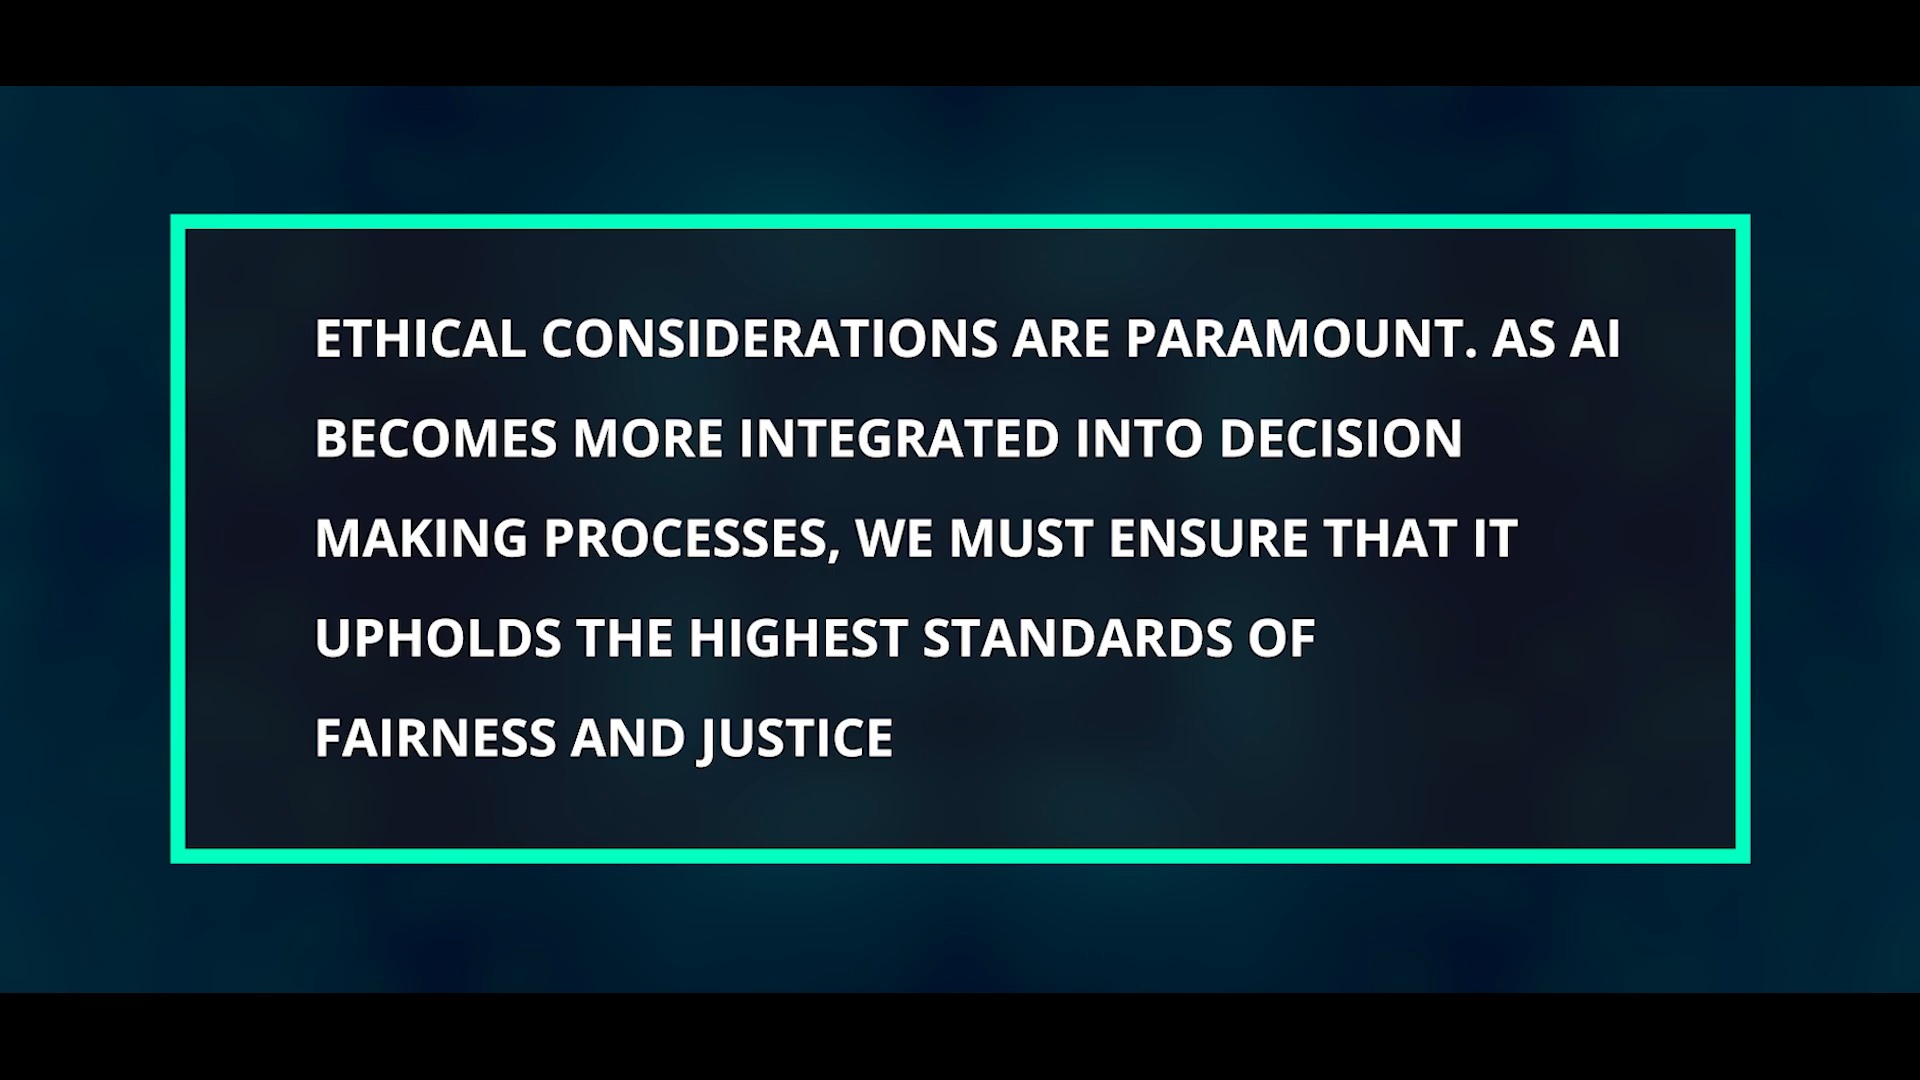 ETHICAL CONSIDERATIONS ARE PARAMOUNT. AS AI
BECOMES MORE INTEGRATED INTO DECISION
MAKING PROCESSES, WE MUST ENSURE THAT IT
UPHOLDS THE HIGHEST STANDARDS OF
FAIRNESS AND JUSTICE